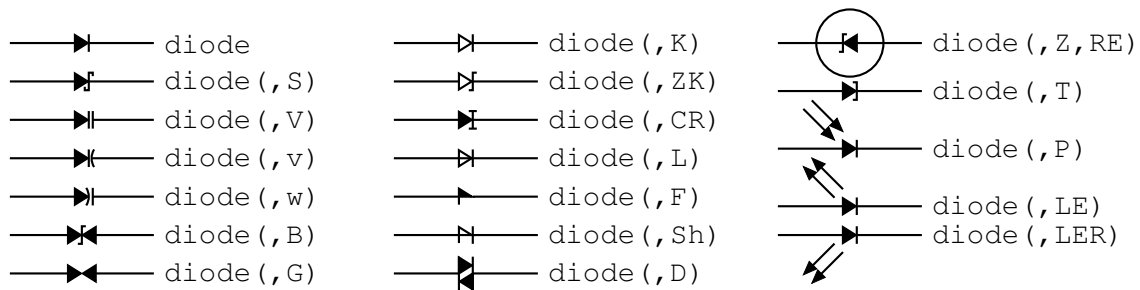 diode
diode(,S)
diode(,V)
diode(,v)
diode(,w)
diode(,B)
diode(,G)
diode(,K)
diode(,ZK)
diode(,CR)
diode(,L)
diode(,F)
diode(,Sh)
diode(,D)
diode(,Z,RE)
diode(,T)
diode(,P)
diode(,LE)
diode(,LER)